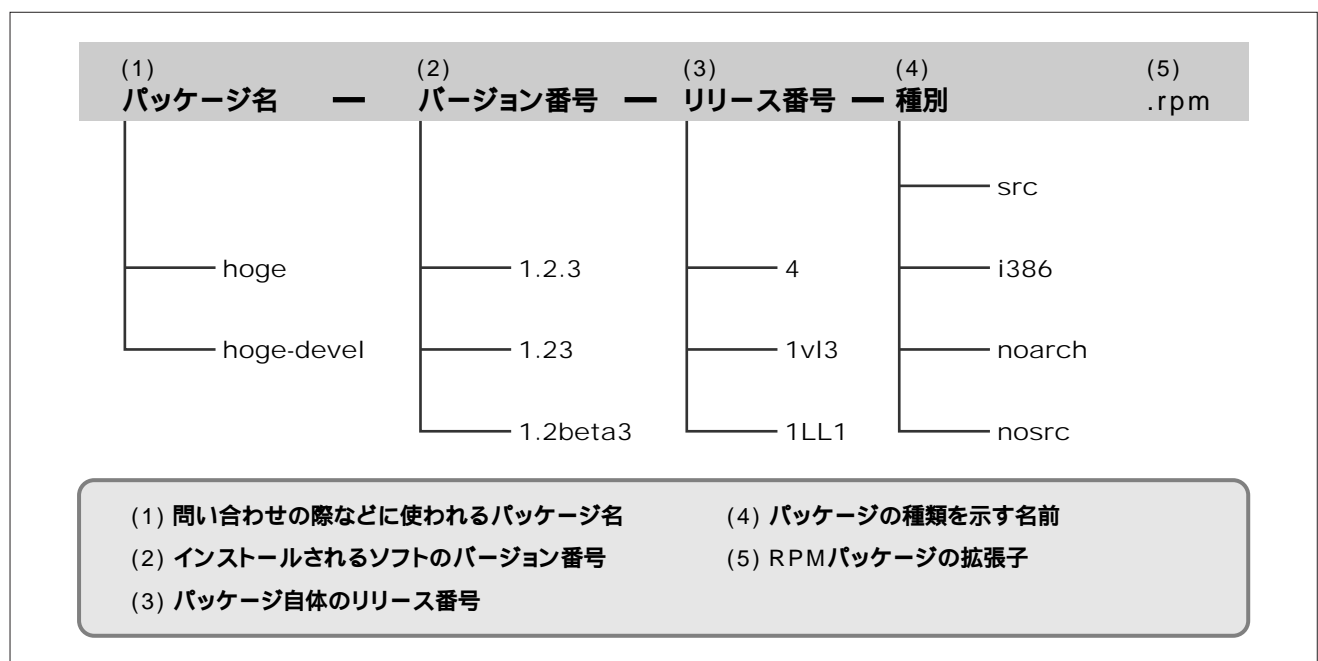 (1) (2) (3) (4) (5)
パッケージ名 ー バージョン番号 ー リリース番号 ー 種別 .rpm
src
hoge 1.2.3 4 i386
hoge-devel 1.23 1vl3 noarch
1.2beta3 1LL1 nosrc
(1) 問い合わせの際などに使われるパッケージ名 (4) パッケージの種類を示す名前
(2) インストールされるソフトのバージョン番号 (5) RPMパッケージの拡張子
(3) パッケージ自体のリリース番号